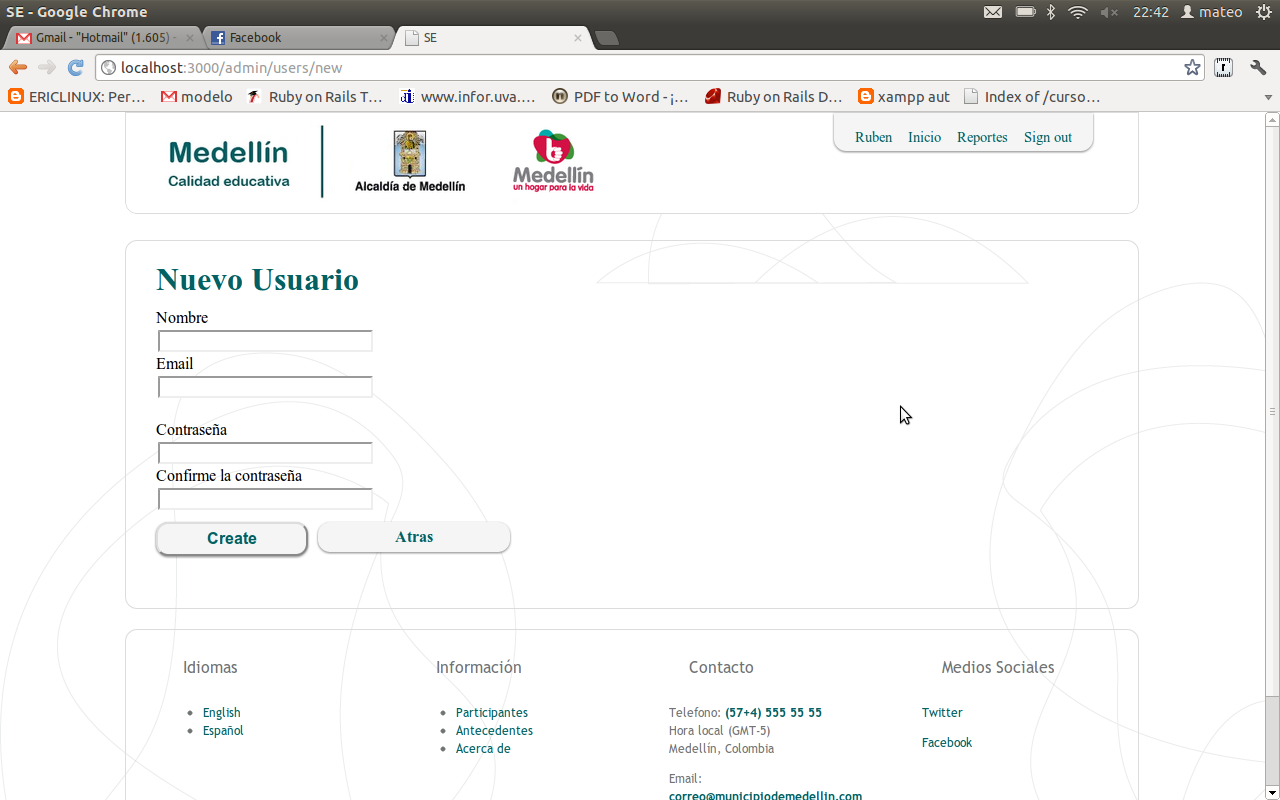 SE - Google Chrome
22:42 mateo
Gmail - "Hotmail" (1.605) -
Facebook
SE
localhost:3000/admin/users/new
ERICLINUX: Per... modelo Ruby on Rails T... www.infor.uva.... PDF to Word - ¡... Ruby on Rails D... xampp aut Index of /curso...
Ruben Inicio Reportes Sign out
Medellín
Calidad educativa
Alcaldía de Medellín
Medellín
un hogar para la vida
Nuevo Usuario
Nombre
Email
Contraseña
Confirme la contraseña
Create Atras
Idiomas
English
Español
Información
Participantes
Antecedentes
Acerca de
Contacto
Telefono: (57+4) 555 55 55
Hora local (GMT-5)
Medellín, Colombia
Email:
correo@municipiodemedellin.com
Medios Sociales
Twitter
Facebook